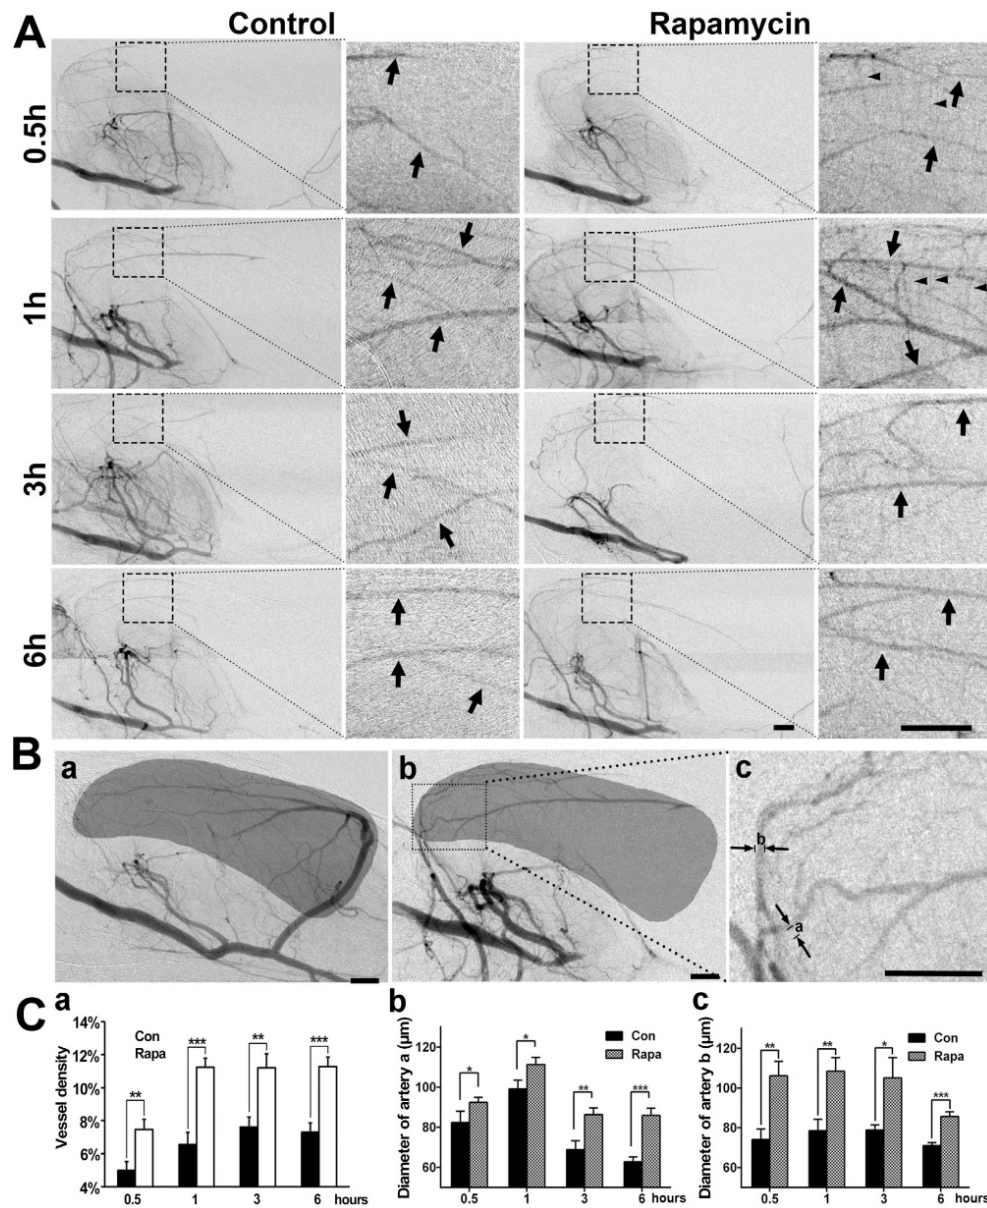 A
Control
Rapamycin
0.5h
1h
3h
6h
B
a
b
c
b
a
C
a
Vessel density
14%
12%
10%
8%
6%
4%
Con
Rapa
** *** ** ***
0.5 1 3 6 hours
b
Diameter of artery a (μm)
120
100
80
60
Con
Rapa
* * ** ***
0.5 1 3 6 hours
c
Diameter of artery b (μm)
120
100
80
60
Con
Rapa
** ** * ***
0.5 1 3 6 hours